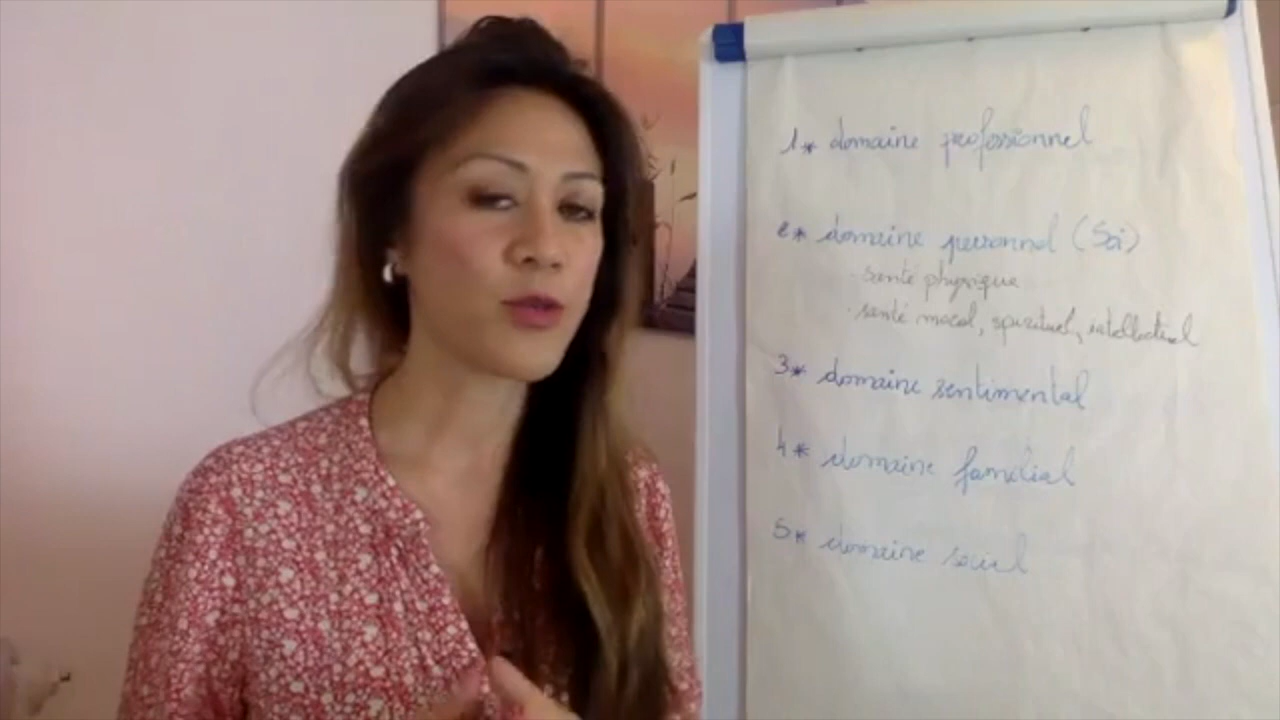 1* domaine professionnel
2* domaine personnel (Soi)
· santé physique
· santé moral, spirituel, intellectuel
3* domaine sentimental
4* domaine familial
5* domaine social